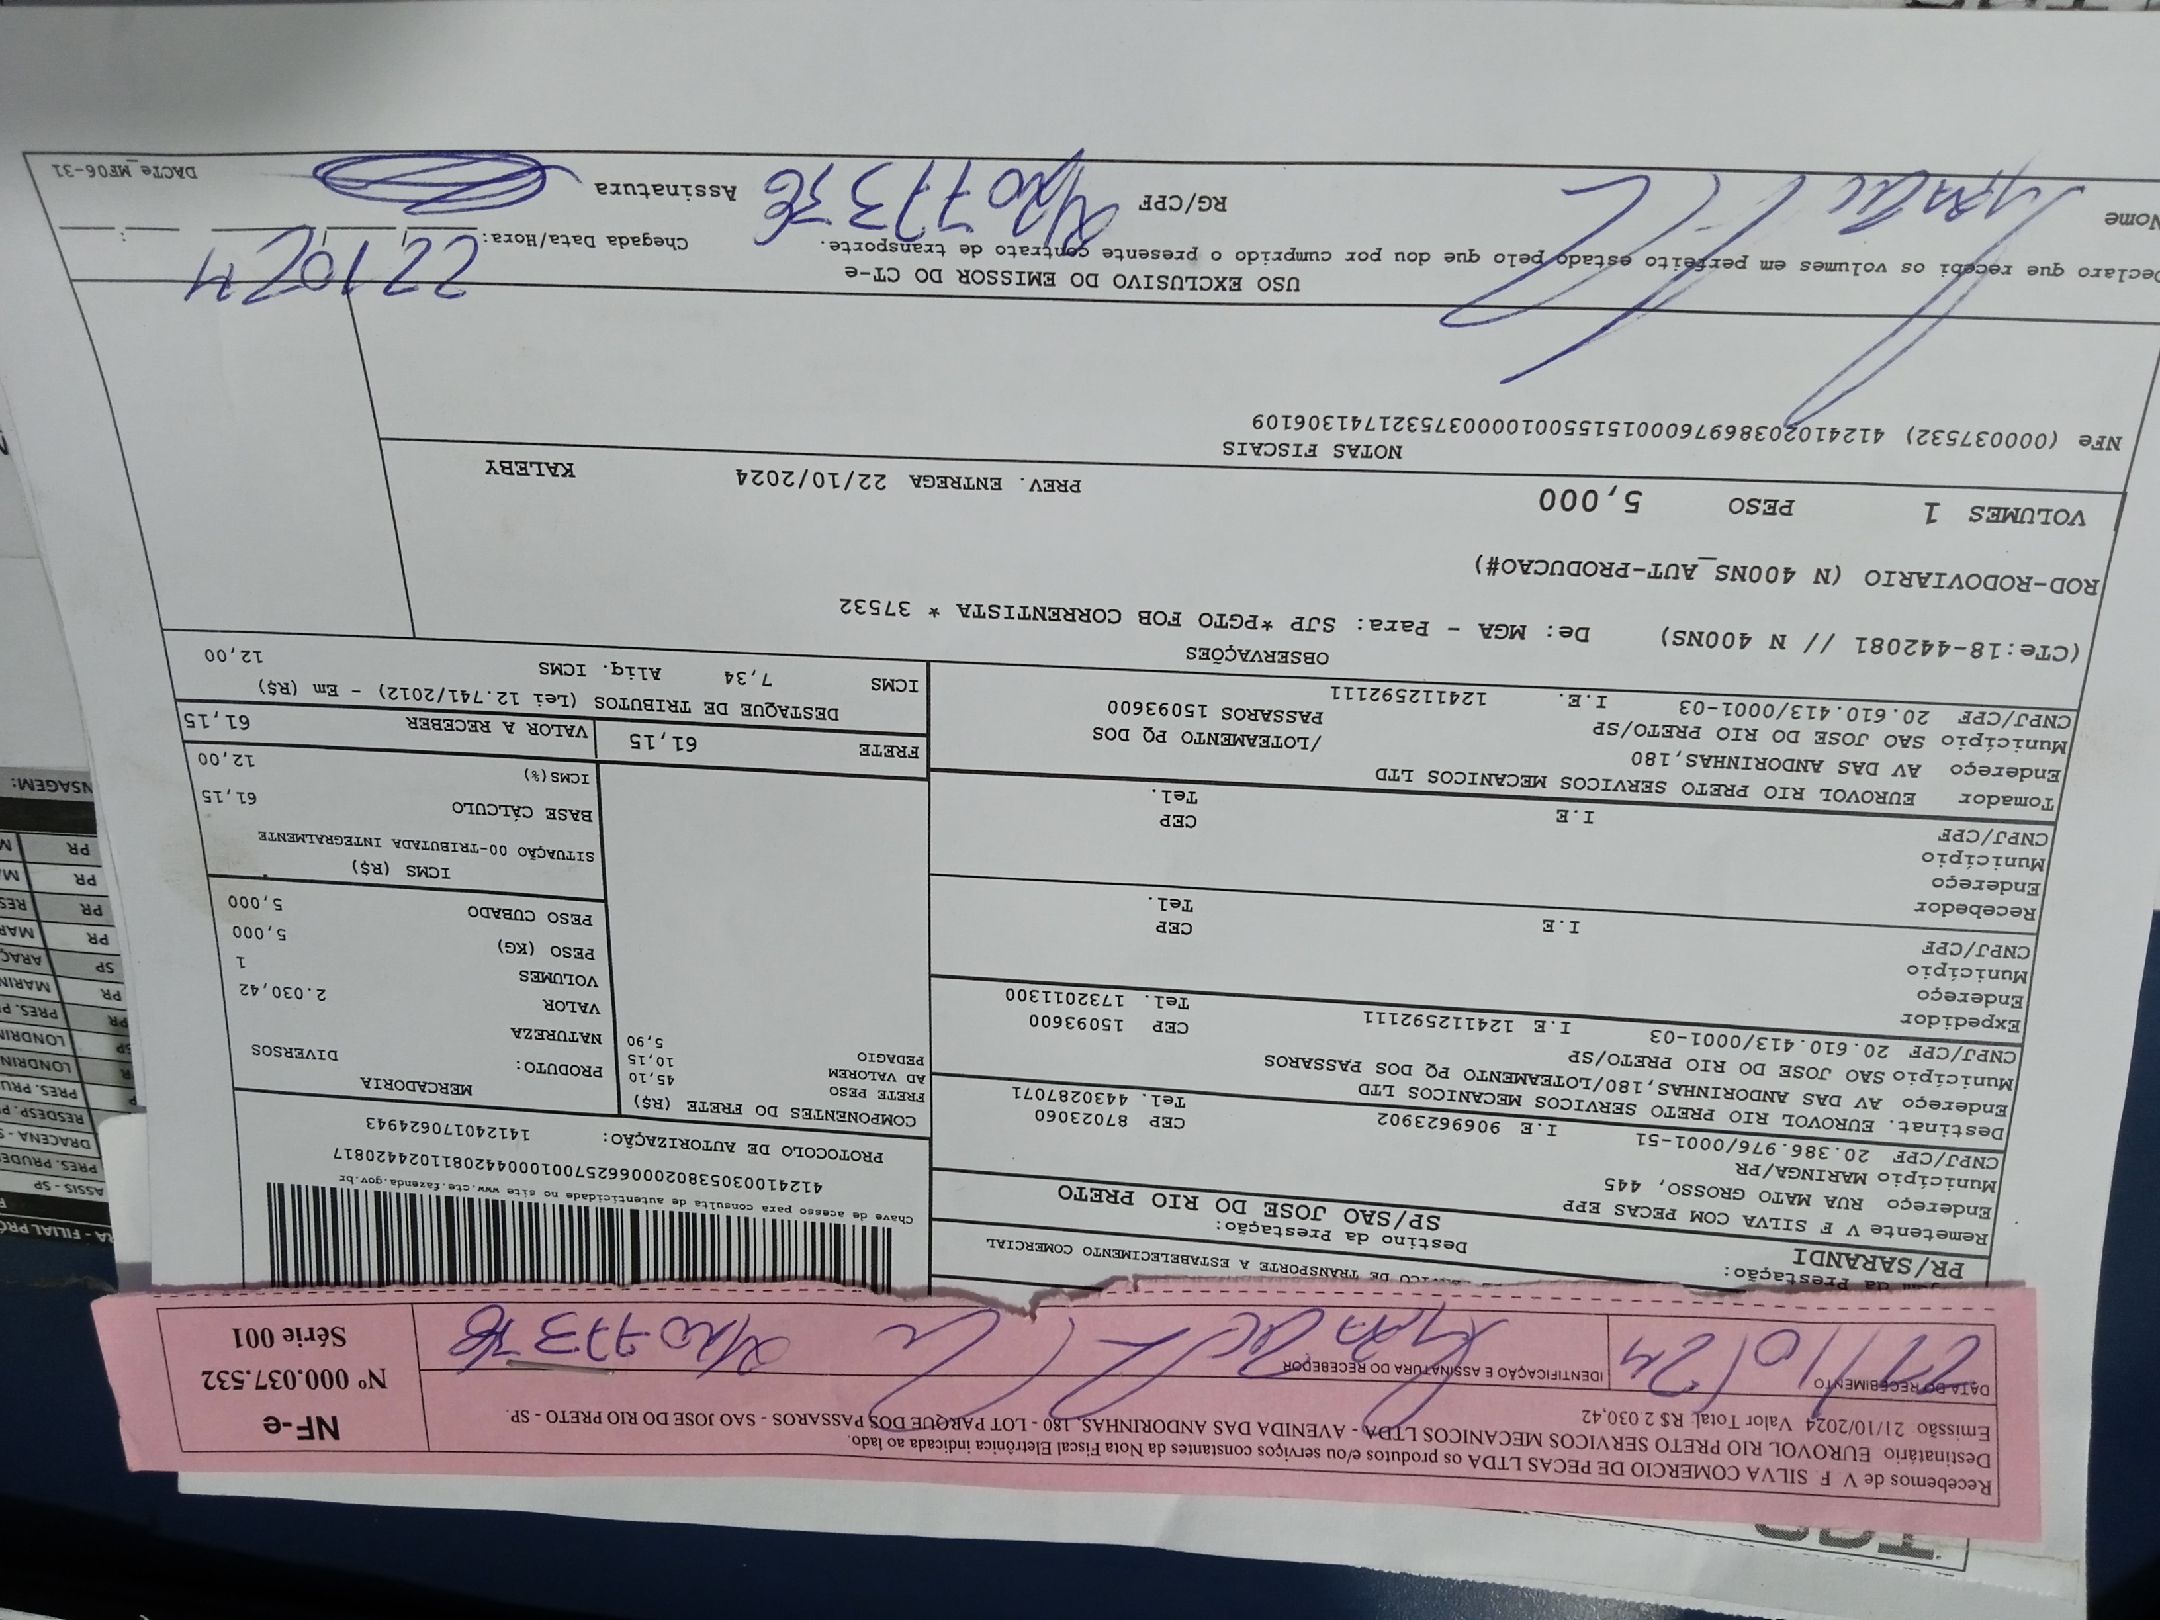 Recebemos de V. F. SILVA COMERCIO DE PECAS LTDA os produtos e/ou serviços constantes da Nota Fiscal Eletrônica indicada ao lado.
Destinatário EUROVOL RIO PRETO SERVICOS MECANICOS LTDA - AVENIDA DAS ANDORINHAS, 180 - LOT PARQUE DOS PASSAROS - SAO JOSE DO RIO PRETO - SP.
Emissão 21/10/2024 Valor Total R$ 2.030,42
DATA DO RECEBIMENTO
22/10/24
IDENTIFICAÇÃO E ASSINATURA DO RECEBEDOR
NF-e
Nº 000.037.532
Série 001
da Prestação:
PR/SARANDI
DE TRANSPORTE A ESTABELECIMENTO COMERCIAL
Destino da Prestação:
SP/SAO JOSE DO RIO PRETO
Chave de acesso para consulta de autenticidade no site www.cte.fazenda.gov.br
PROTOCOLO DE AUTORIZAÇÃO: 141240170624943
Remetente V F SILVA COM PECAS EPP
Endereço RUA MATO GROSSO, 445
Município MARINGA/PR CEP 87023060
CNPJ/CPF 20.386.976/0001-51 I.E 9069623902 Tel. 4430287071
Destinat. EUROVOL RIO PRETO SERVICOS MECANICOS LTD
Endereço AV DAS ANDORINHAS,180/LOTEAMENTO PQ DOS PASSAROS
Município SAO JOSE DO RIO PRETO/SP CEP 15093600
CNPJ/CPF 20.610.413/0001-03 I.E 124112592111 Tel. 1732011300
Expedidor
Endereço
Município CEP
CNPJ/CPF I.E Tel.
Recebedor
Endereço
Município CEP
CNPJ/CPF I.E Tel.
Tomador EUROVOL RIO PRETO SERVICOS MECANICOS LTD
Endereço AV DAS ANDORINHAS,180 /LOTEAMENTO PQ DOS
Município SAO JOSE DO RIO PRETO/SP PASSAROS 15093600
CNPJ/CPF 20.610.413/0001-03 I.E. 124112592111
COMPONENTES DO FRETE (R$)
FRETE PESO 45,10
AD VALOREM 10,15
PEDAGIO 5,90
MERCADORIA
PRODUTO: DIVERSOS
NATUREZA
VALOR 2.030,42
VOLUMES 1
PESO (KG) 5,000
PESO CUBADO 5,000
ICMS (R$)
SITUAÇÃO 00-TRIBUTADA INTEGRALMENTE
BASE CÁLCULO 61,15
ICMS(%) 12,00
FRETE 61,15
VALOR A RECEBER 61,15
DESTAQUE DE TRIBUTOS (Lei 12.741/2012) - Em (R$)
ICMS 7,34 Aliq. ICMS 12,00
OBSERVAÇÕES
(CTe:18-442081 // N 400NS) De: MGA - Para: SJP *PGTO FOB CORRENTISTA * 37532
ROD-RODOVIARIO (N 400NS_AUT-PRODUCAO#)
VOLUMES 1 PESO 5,000 PREV. ENTREGA 22/10/2024 KALEBY
NOTAS FISCAIS
NFe (000037532) 41241020386976000151550010000375321741306109
USO EXCLUSIVO DO EMISSOR DO CT-e
Declaro que recebi os volumes em perfeito estado pelo que dou por cumprido o presente contrato de transporte.
Chegada Data/Hora: 22 10 24
Nome
RG/CPF
Assinatura
DACTe_MF06-31
NSAGEM:
ASSIS - SP
DRACENA - S